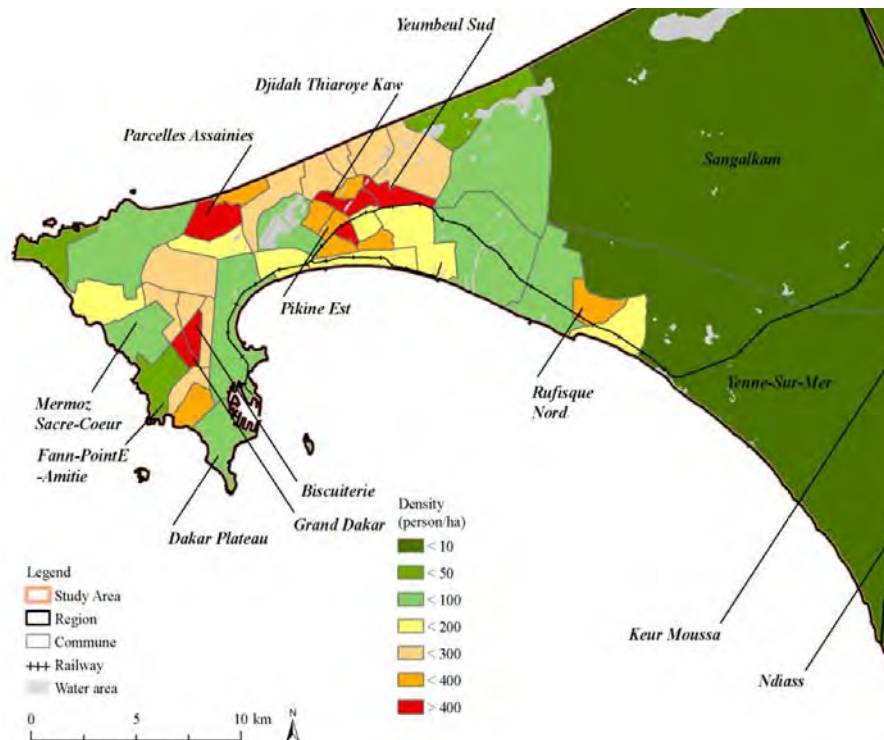 Yeumbeul Sud
Djidah Thiaroye Kaw
Parcelles Assainies
Sangalkam
Pikine Est
Mermoz
Sacre-Coeur
Fann-PointE
-Amitie
Dakar Plateau
Biscuiterie
Grand Dakar
Rufisque
Nord
Yenne-Sur-Mer
Keur Moussa
Ndiass
Density
(person/ha)
< 10
< 50
< 100
< 200
< 300
< 400
> 400
Legend
Study Area
Region
Commune
Railway
Water area
0 5 10 km
N